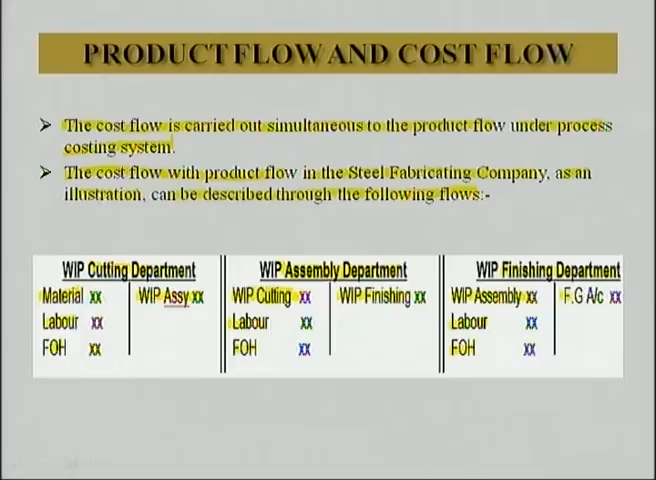 PRODUCT FLOW AND COST FLOW
➤ The cost flow is carried out simultaneous to the product flow under process
costing system.
➤ The cost flow with product flow in the Steel Fabricating Company, as an
illustration, can be described through the following flows:-
WIP Cutting Department WIP Assembly Department WIP Finishing Department
Material xx WIP Assy xx WIP Cutting xx WIP Finishing xx WIP Assembly xx F.G A/c xx
Labour xx Labour xx Labour xx
FOH xx FOH xx FOH xx